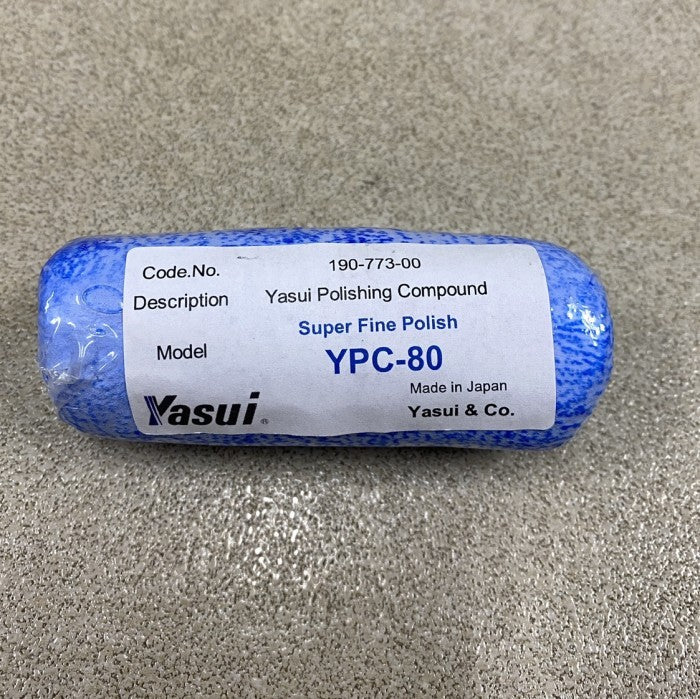 Code.No. 190-773-00
Description Yasui Polishing Compound
Super Fine Polish
Model YPC-80
Made in Japan
Yasui® Yasui & Co.